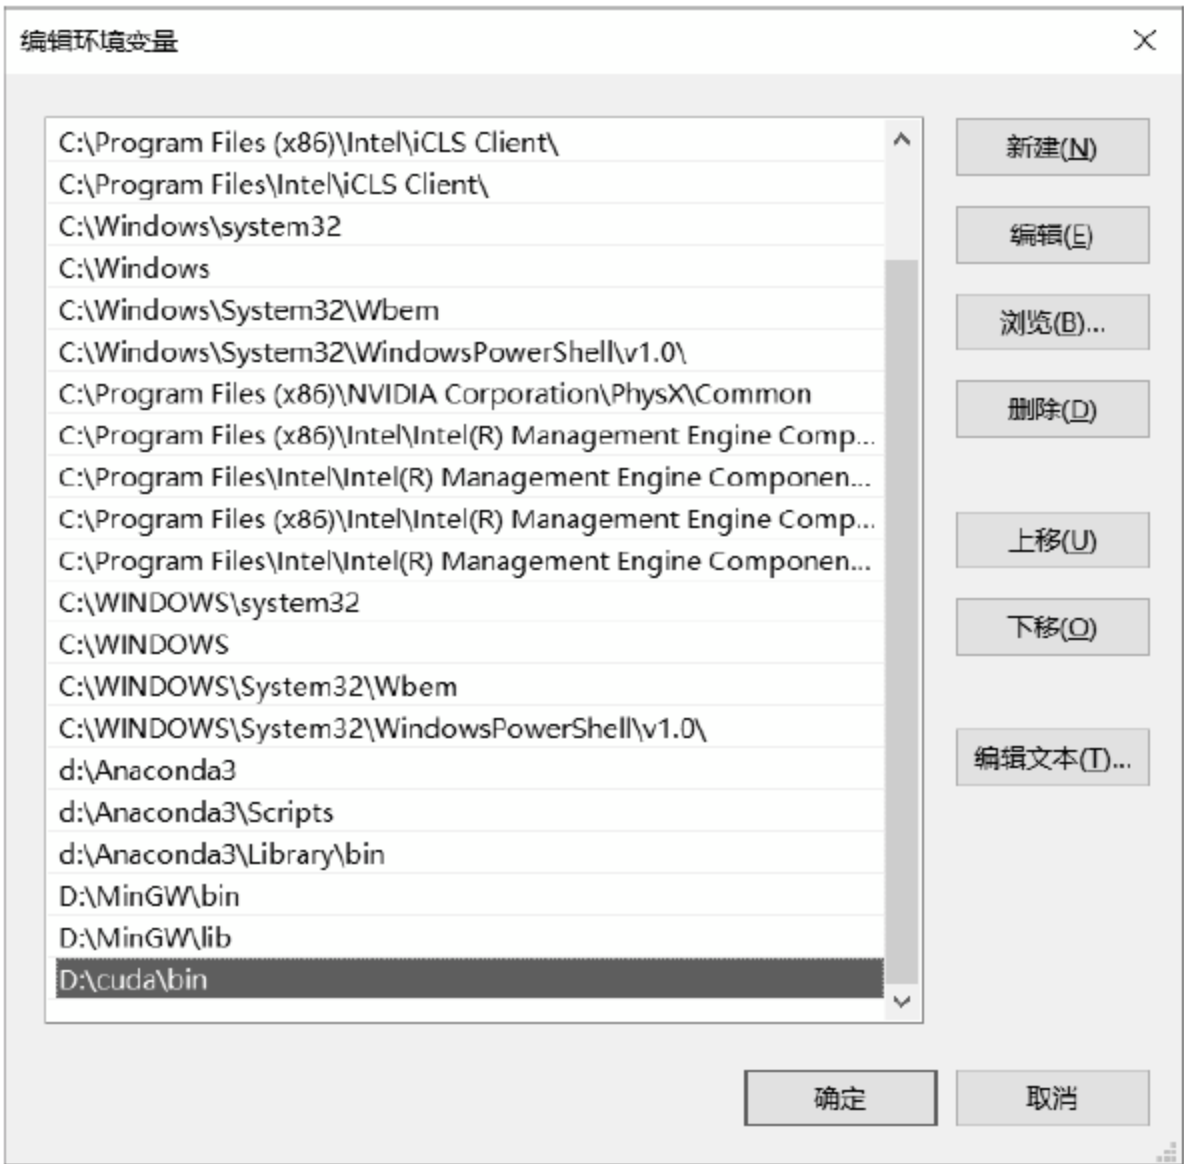 编辑环境变量
C:\Program Files (x86)\Intel\iCLS Client\
C:\Program Files\Intel\iCLS Client\
C:\Windows\system32
C:\Windows
C:\Windows\System32\Wbem
C:\Windows\System32\WindowsPowerShell\v1.0\
C:\Program Files (x86)\NVIDIA Corporation\PhysX\Common
C:\Program Files (x86)\Intel\Intel(R) Management Engine Comp...
C:\Program Files\Intel\Intel(R) Management Engine Componen...
C:\Program Files (x86)\Intel\Intel(R) Management Engine Comp...
C:\Program Files\Intel\Intel(R) Management Engine Componen...
C:\WINDOWS\system32
C:\WINDOWS
C:\WINDOWS\System32\Wbem
C:\WINDOWS\System32\WindowsPowerShell\v1.0\
d:\Anaconda3
d:\Anaconda3\Scripts
d:\Anaconda3\Library\bin
D:\MinGW\bin
D:\MinGW\lib
D:\cuda\bin
新建(N)
编辑(E)
浏览(B)...
删除(D)
上移(U)
下移(O)
编辑文本(T)...
确定
取消